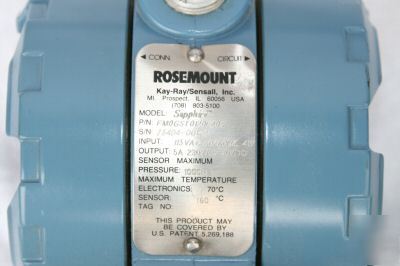 CONN. CIRCUIT
ROSEMOUNT
Kay-Ray/Sensall, Inc.
Mt. Prospect, IL 60056 USA
(708) 803-5100
MODEL: Sapphire
P/N:
S/N
INPUT:
OUTPUT: 5A
SENSOR MAXIMUM
PRESSURE:
MAXIMUM TEMPERATURE
ELECTRONICS: 70°C
SENSOR: 160 °C
TAG NO:
THIS PRODUCT MAY
BE COVERED BY
U.S. PATENT 5,269,188